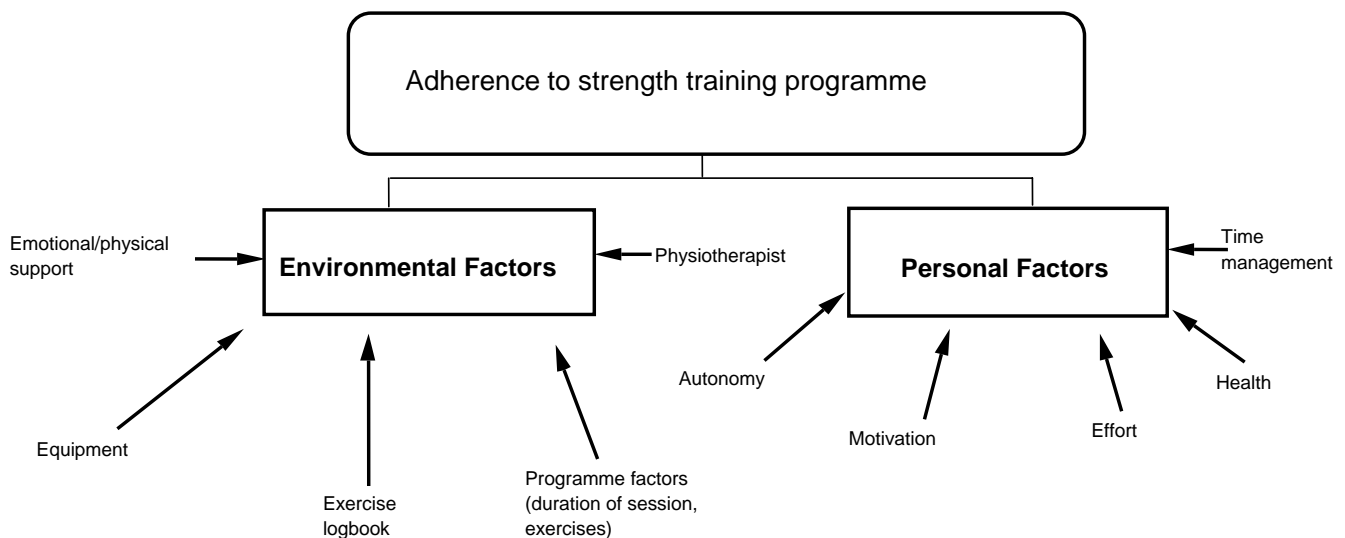 Adherence to strength training programme
Emotional/physical
support
Environmental Factors
Physiotherapist
Personal Factors
Time
management
Equipment
Exercise
logbook
Programme factors
(duration of session,
exercises)
Autonomy
Motivation
Effort
Health